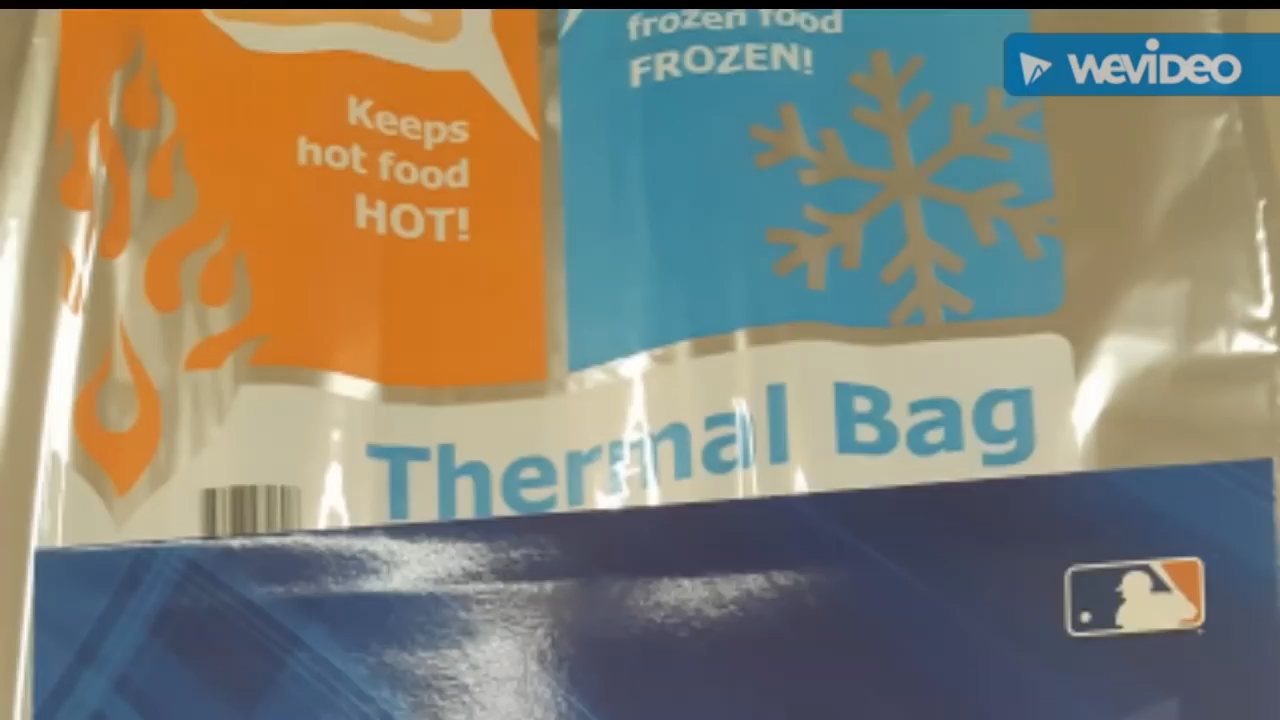 Keeps
hot food
HOT!
frozen food
FROZEN!
WEVIDEO
Thermal Bag